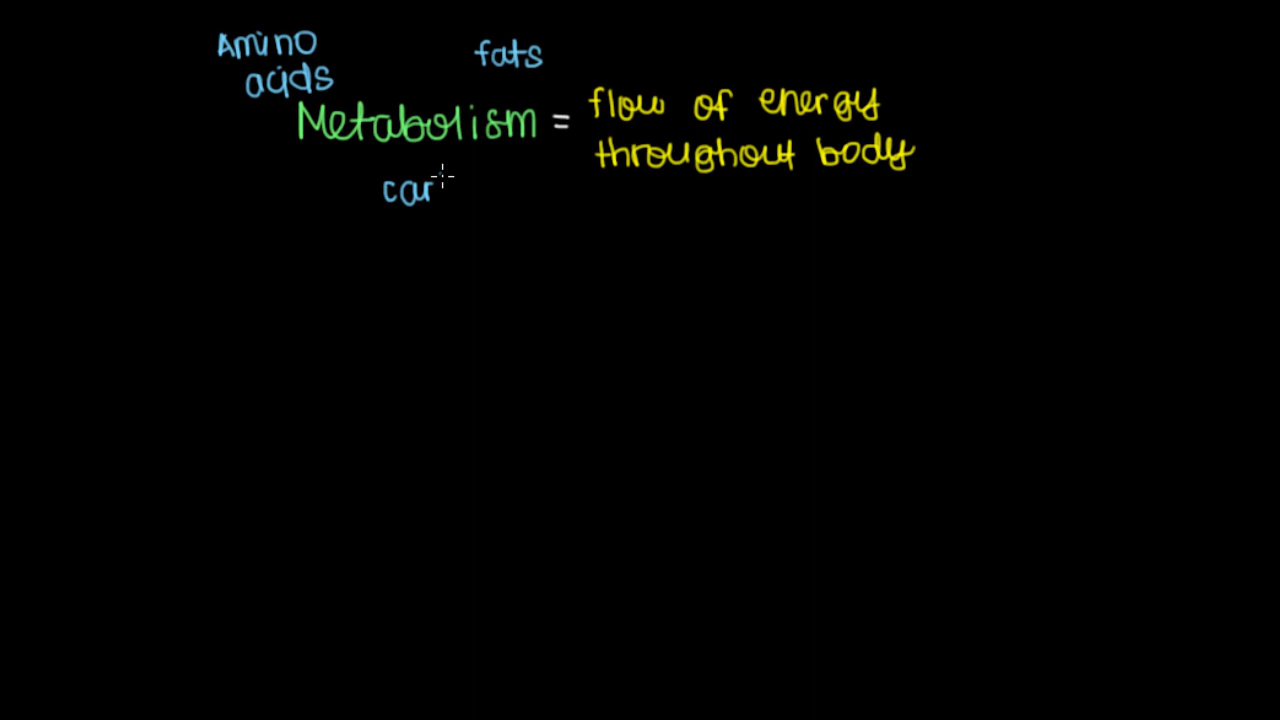 Amino
acids
fats
Metabolism = flow of energy
throughout body
car